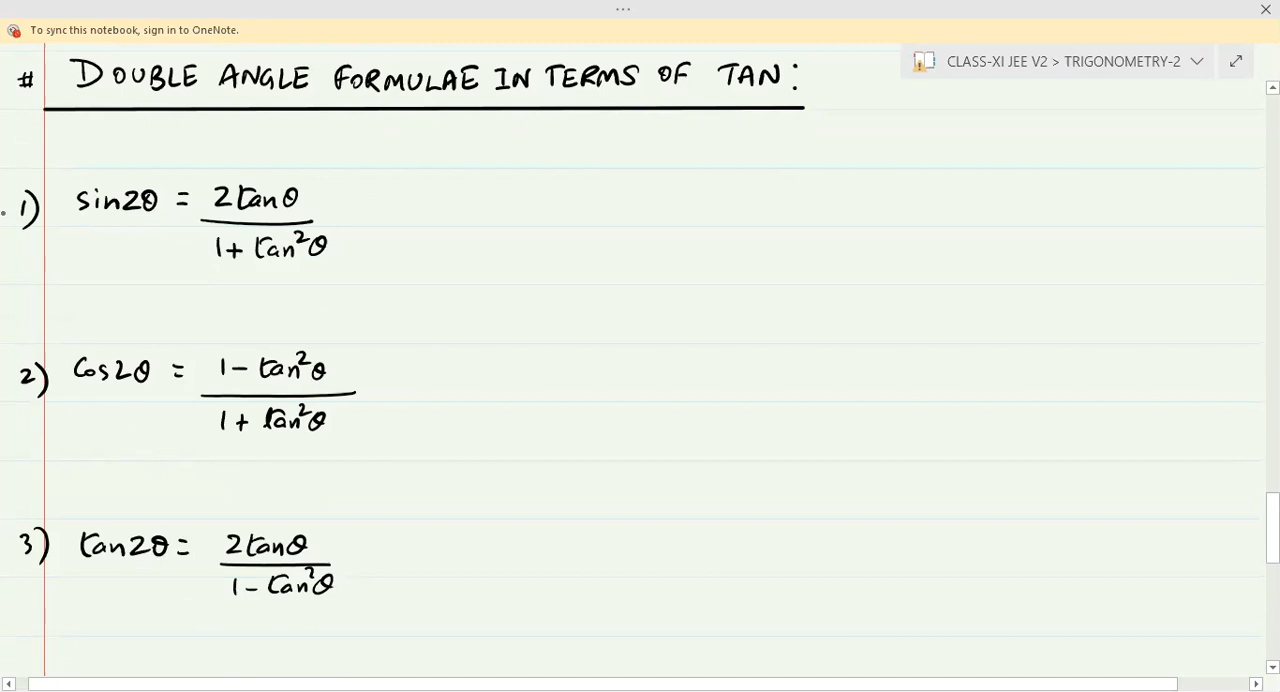 ...
To sync this notebook, sign in to OneNote.
CLASS-XI JEE V2 > TRIGONOMETRY-2
# DOUBLE ANGLE FORMULAE IN TERMS OF TAN:
1) sin2θ = 2tanθ
1+ tan²θ
2) Cos2θ = 1 - tan²θ
1 + tan²θ
3) tan2θ = 2tanθ
1 - tan²θ